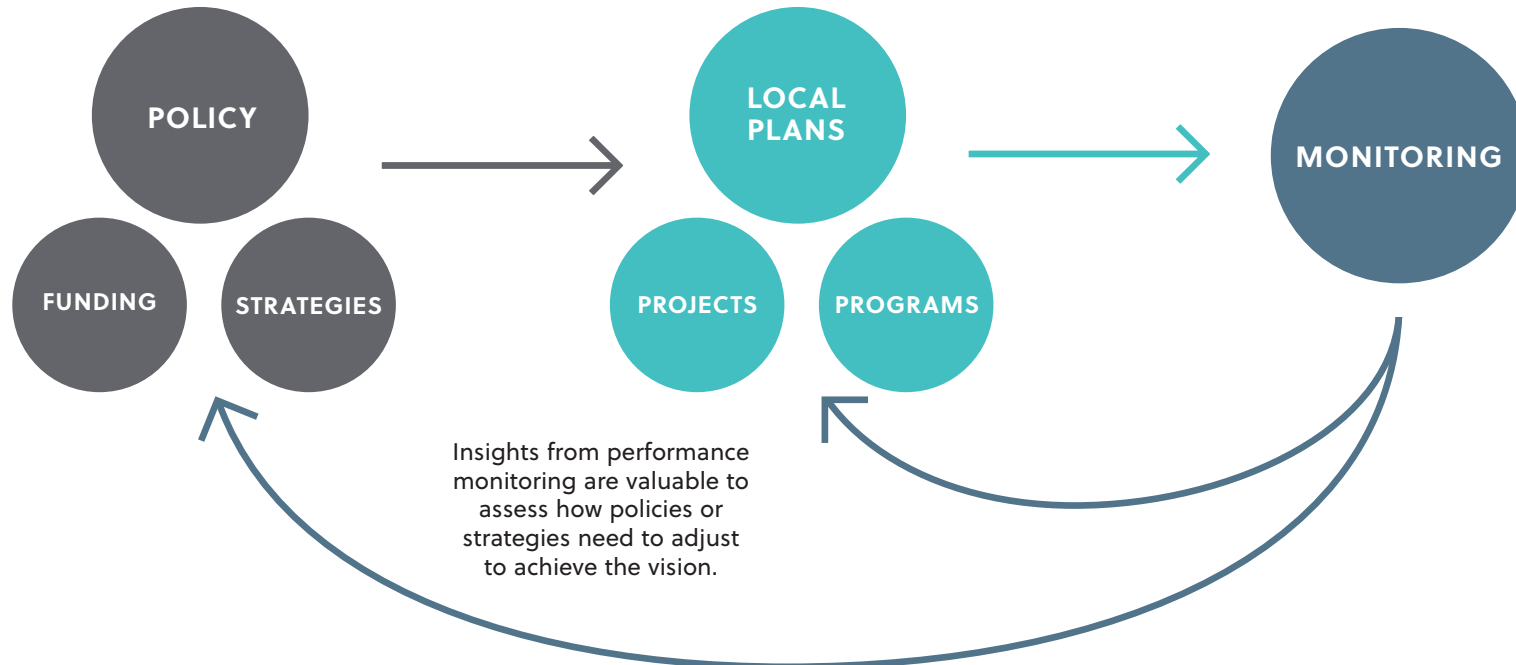 POLICY
FUNDING
STRATEGIES
LOCAL
PLANS
PROJECTS
PROGRAMS
MONITORING
Insights from performance
monitoring are valuable to
assess how policies or
strategies need to adjust
to achieve the vision.